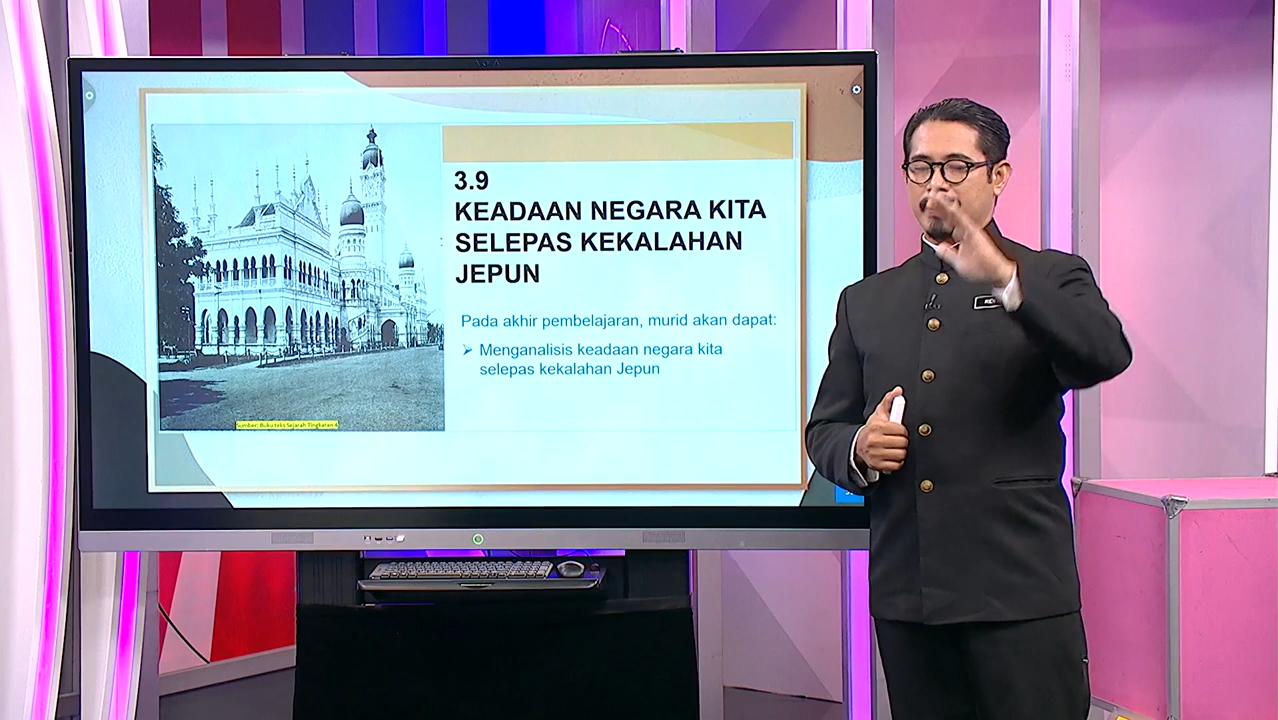 3.9
KEADAAN NEGARA KITA
SELEPAS KEKALAHAN
JEPUN
Pada akhir pembelajaran, murid akan dapat:
➢ Menganalisis keadaan negara kita
selepas kekalahan Jepun
Sumber: Buku teks Sejarah Tingkatan 4